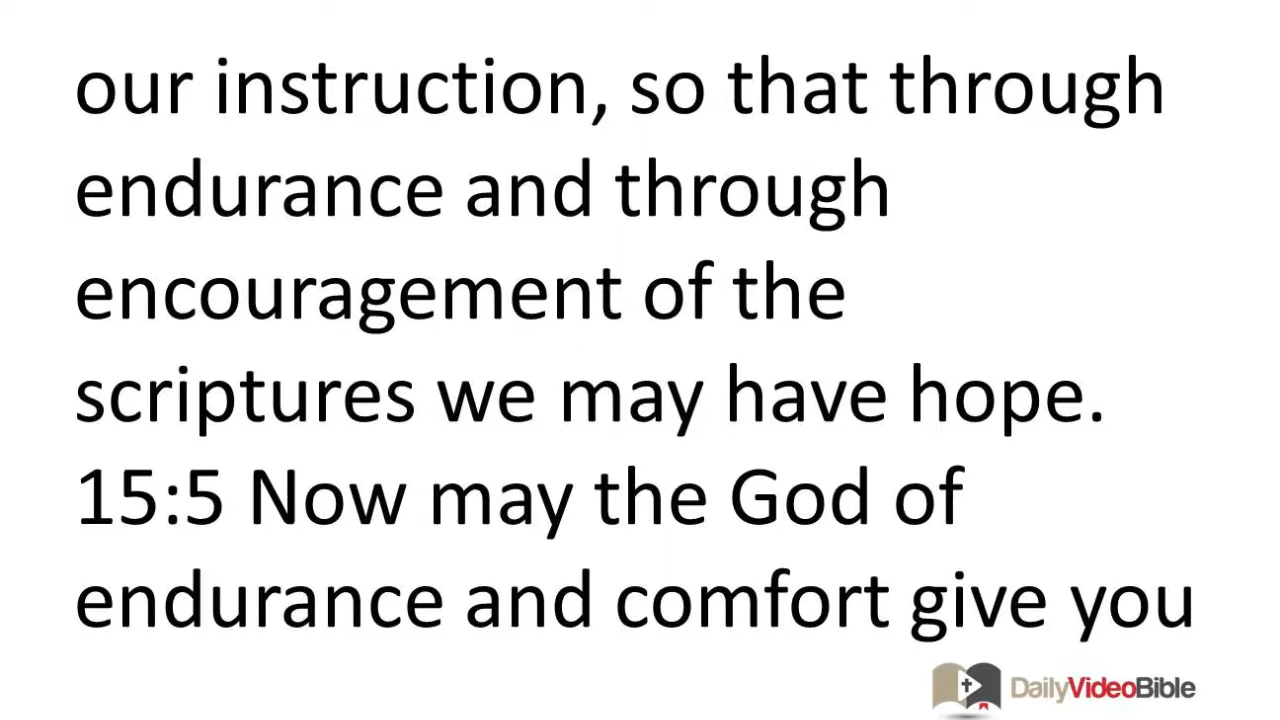 our instruction, so that through
endurance and through
encouragement of the
scriptures we may have hope.
15:5 Now may the God of
endurance and comfort give you
DailyVideoBible